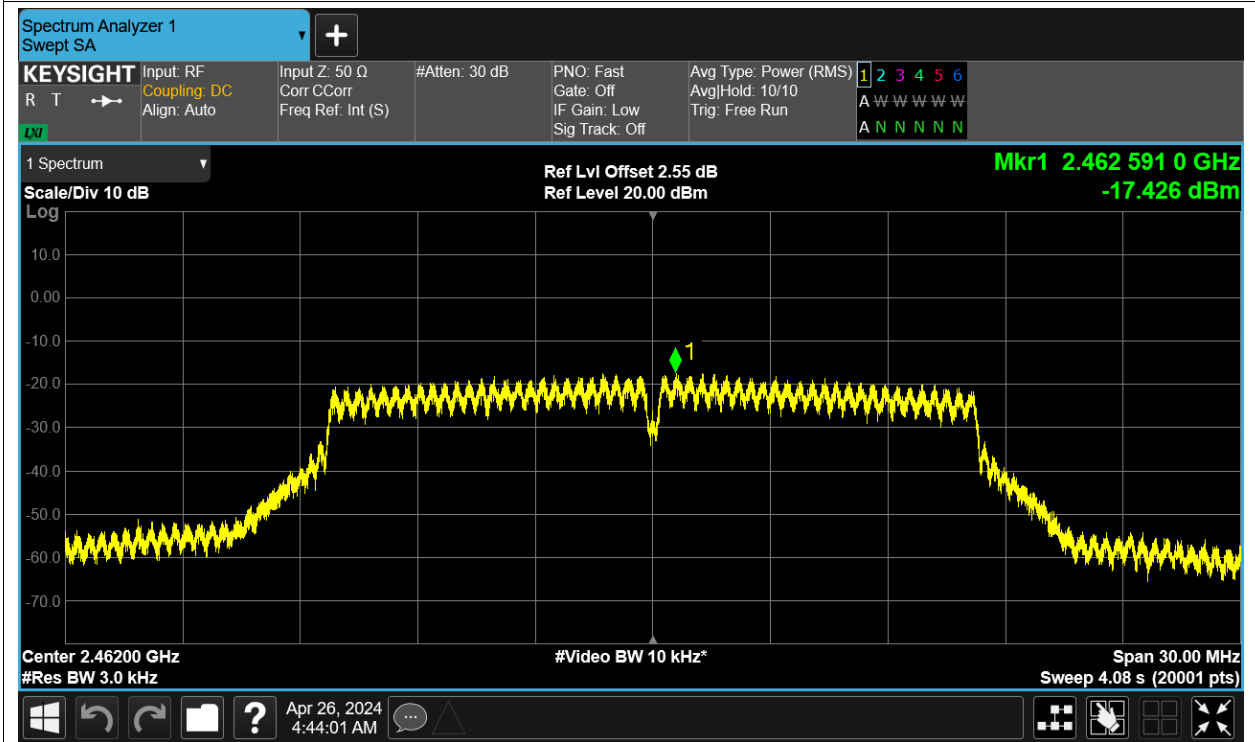 Spectrum Analyzer 1
Swept SA
+
KEYSIGHT
R T
LXI
Input: RF
Coupling: DC
Align: Auto
Input Z: 50 Ω
Corr CCorr
Freq Ref: Int (S)
#Atten: 30 dB
PNO: Fast
Gate: Off
IF Gain: Low
Sig Track: Off
Avg Type: Power (RMS)
Avg|Hold: 10/10
Trig: Free Run
1 2 3 4 5 6
A W W W W W
A N N N N N
1 Spectrum
Scale/Div 10 dB
Log
Ref Lvl Offset 2.55 dB
Ref Level 20.00 dBm
Mkr1 2.462 591 0 GHz
-17.426 dBm
10.0
0.00
-10.0
-20.0
-30.0
-40.0
-50.0
-60.0
-70.0
1
Center 2.46200 GHz
#Res BW 3.0 kHz
#Video BW 10 kHz*
Span 30.00 MHz
Sweep 4.08 s (20001 pts)
?
Apr 26, 2024
4:44:01 AM